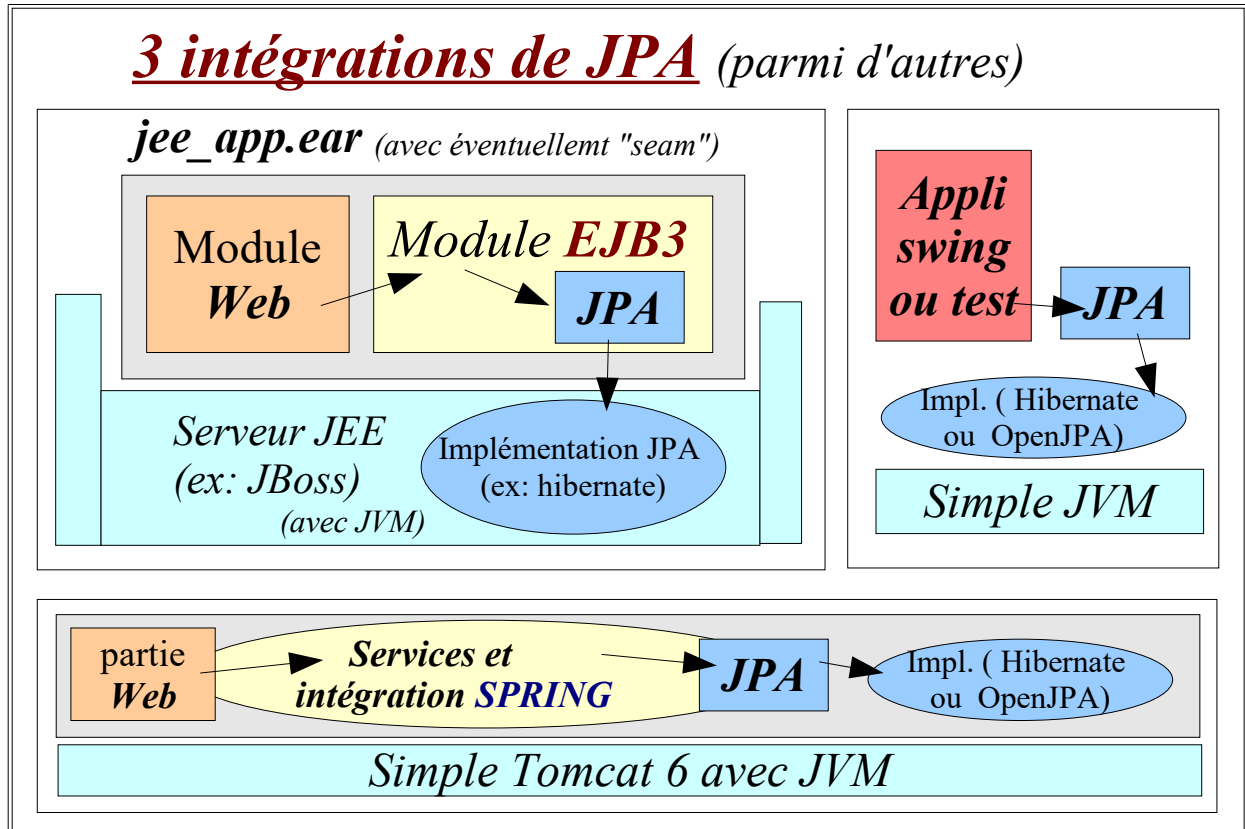 3 intégrations de JPA (parmi d'autres)
jee_app.ear (avec éventuellemt "seam")
Module
Web
Module EJB3
JPA
Serveur JEE
(ex: JBoss)
(avec JVM)
Implémentation JPA
(ex: hibernate)
Appli
swing
ou test
JPA
Impl. ( Hibernate
ou OpenJPA)
Simple JVM
partie
Web
Services et
intégration SPRING
JPA
Impl. ( Hibernate
ou OpenJPA)
Simple Tomcat 6 avec JVM